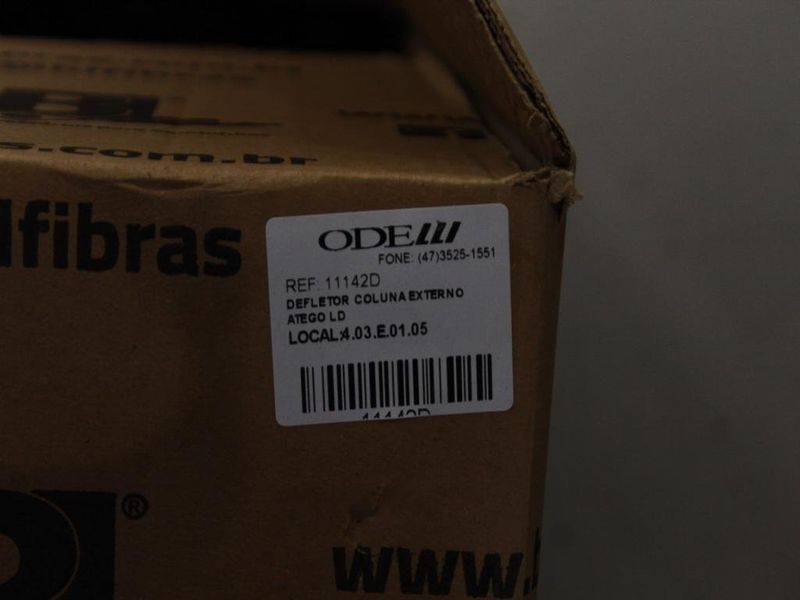 s.com.br
lfibras
ODE
FONE: (47)3525-1551
REF: 11142D
DEFLETOR COLUNA EXTERNO
ATEGO LD
LOCAL:4.03.E.01.05
11142D
®
www.